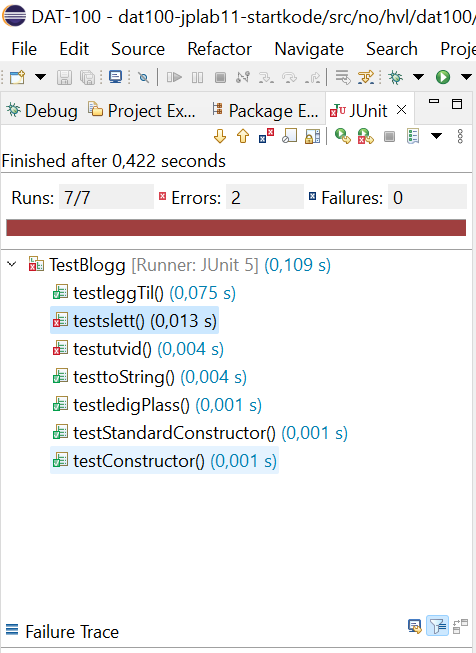 DAT-100 - dat100-jplab11-startkode/src/no/hvl/dat100/
File Edit Source Refactor Navigate Search Proje
Debug Project Ex... Package E... JUnit
Finished after 0,422 seconds
Runs: 7/7 Errors: 2 Failures: 0
TestBlogg [Runner: JUnit 5] (0,109 s)
testleggTil() (0,075 s)
testslett() (0,013 s)
testutvid() (0,004 s)
testtoString() (0,004 s)
testledigPlass() (0,001 s)
testStandardConstructor() (0,001 s)
testConstructor() (0,001 s)
Failure Trace